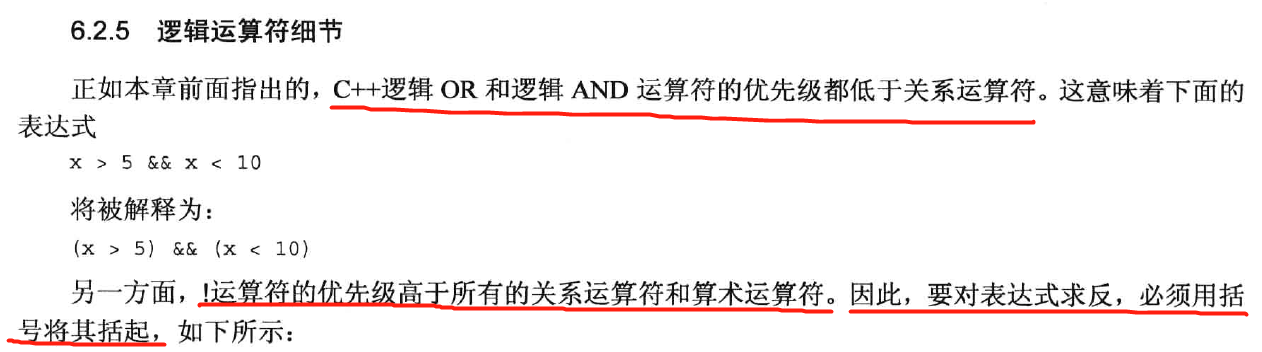 6.2.5 逻辑运算符细节
正如本章前面指出的，C++逻辑 OR 和逻辑 AND 运算符的优先级都低于关系运算符。这意味着下面的
表达式
x > 5 && x < 10
将被解释为：
(x > 5) && (x < 10)
另一方面，!运算符的优先级高于所有的关系运算符和算术运算符。因此，要对表达式求反，必须用括
号将其括起，如下所示：